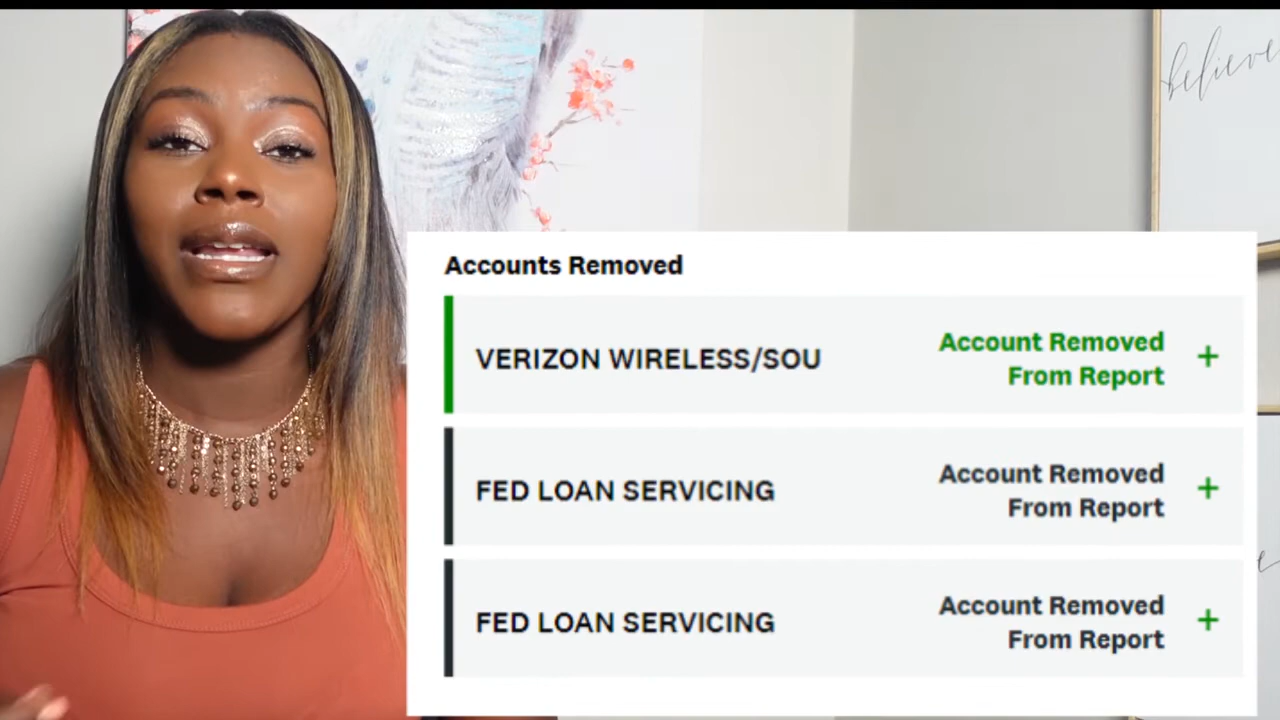 believe
Accounts Removed
VERIZON WIRELESS/SOU
Account Removed
From Report
+
FED LOAN SERVICING
Account Removed
From Report
+
FED LOAN SERVICING
Account Removed
From Report
+